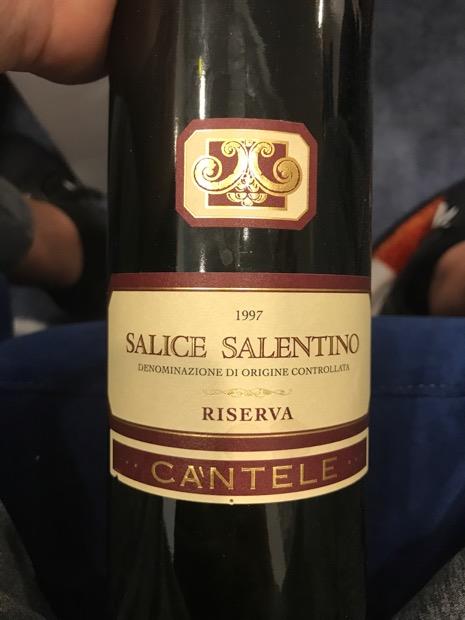 1997
SALICE SALENTINO
DENOMINAZIONE DI ORIGINE CONTROLLATA
RISERVA
CA'NTELE